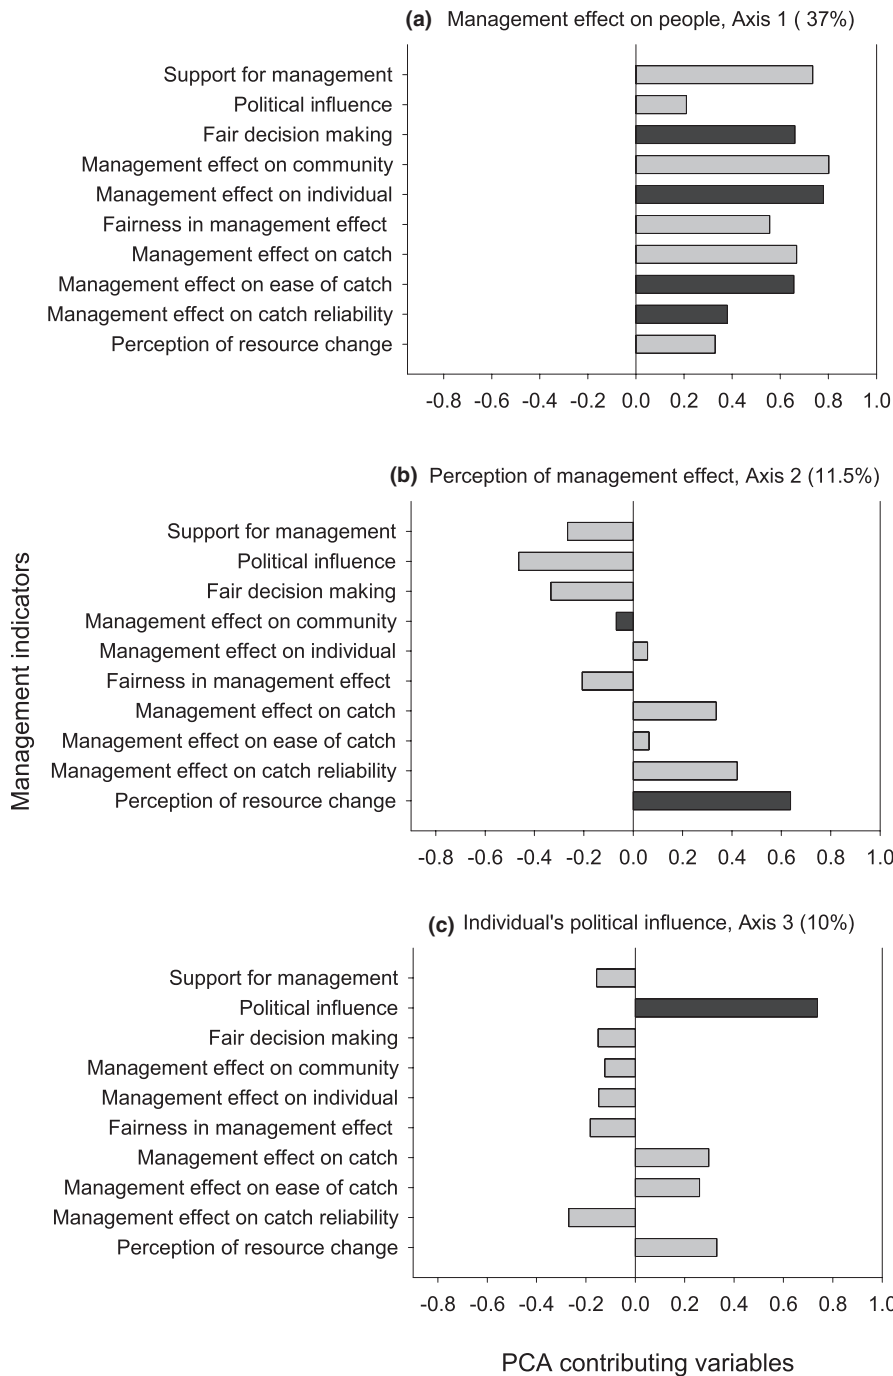 (a) Management effect on people, Axis 1 ( 37%)
Support for management
Political influence
Fair decision making
Management effect on community
Management effect on individual
Fairness in management effect
Management effect on catch
Management effect on ease of catch
Management effect on catch reliability
Perception of resource change
-0.8 -0.6 -0.4 -0.2 0.0 0.2 0.4 0.6 0.8 1.0
(b) Perception of management effect, Axis 2 (11.5%)
Management indicators
Support for management
Political influence
Fair decision making
Management effect on community
Management effect on individual
Fairness in management effect
Management effect on catch
Management effect on ease of catch
Management effect on catch reliability
Perception of resource change
-0.8 -0.6 -0.4 -0.2 0.0 0.2 0.4 0.6 0.8 1.0
(c) Individual's political influence, Axis 3 (10%)
Support for management
Political influence
Fair decision making
Management effect on community
Management effect on individual
Fairness in management effect
Management effect on catch
Management effect on ease of catch
Management effect on catch reliability
Perception of resource change
-0.8 -0.6 -0.4 -0.2 0.0 0.2 0.4 0.6 0.8 1.0
PCA contributing variables